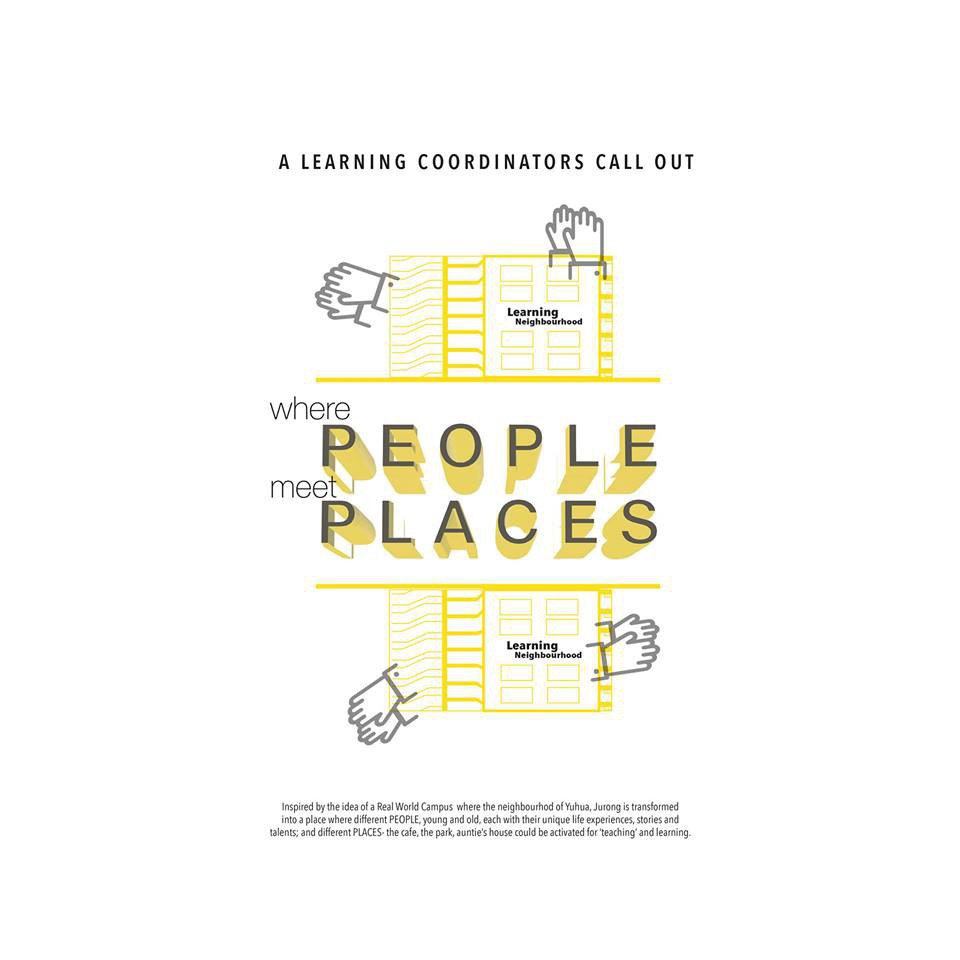 A LEARNING COORDINATORS CALL OUT
Learning
Neighbourhood
where
PEOPLE
meet
PLACES
Learning
Neighbourhood
Inspired by the idea of a Real World Campus where the neighbourhod of Yuhua, Jurong is transformed
into a place where different PEOPLE, young and old, each with their unique life experiences, stories and
talents; and different PLACES- the cafe, the park, auntie's house could be activated for 'teaching' and learning.